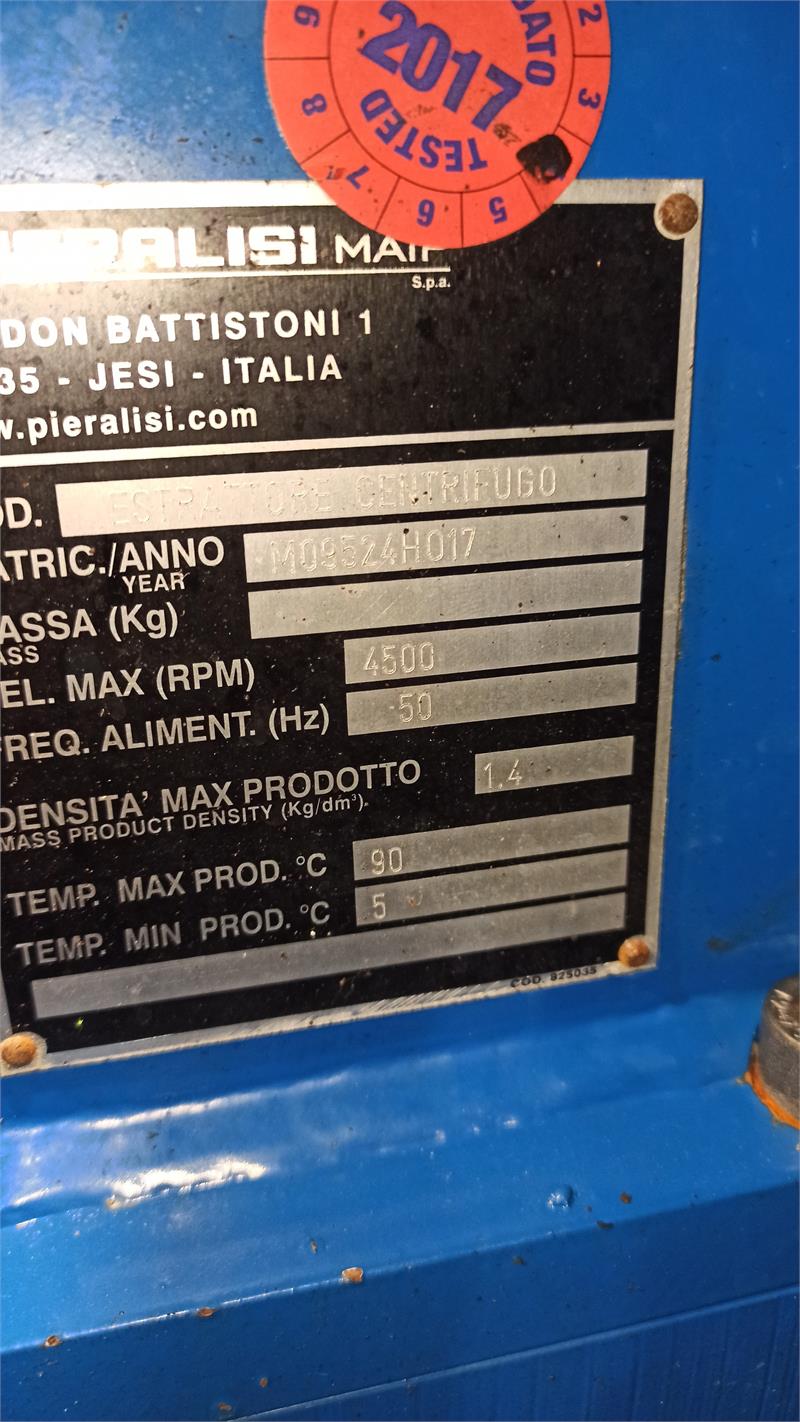 2
3
5
6
7
8
9
2017
DATO
TESTED
PIERALISI MAIP
S.p.a.
DON BATTISTONI 1
35 - JESI - ITALIA
w.pieralisi.com
OD. ESTRATTORE CENTRIFUGO
ATRIC./ANNO M09524H017
YEAR
ASSA (Kg)
ASS
EL. MAX (RPM) 4500
FREQ. ALIMENT. (Hz) 50
DENSITA' MAX PRODOTTO 1.4
MASS PRODUCT DENSITY (Kg/dm³)
TEMP. MAX PROD. °C 90
TEMP. MIN PROD. °C 5
COD. 825035